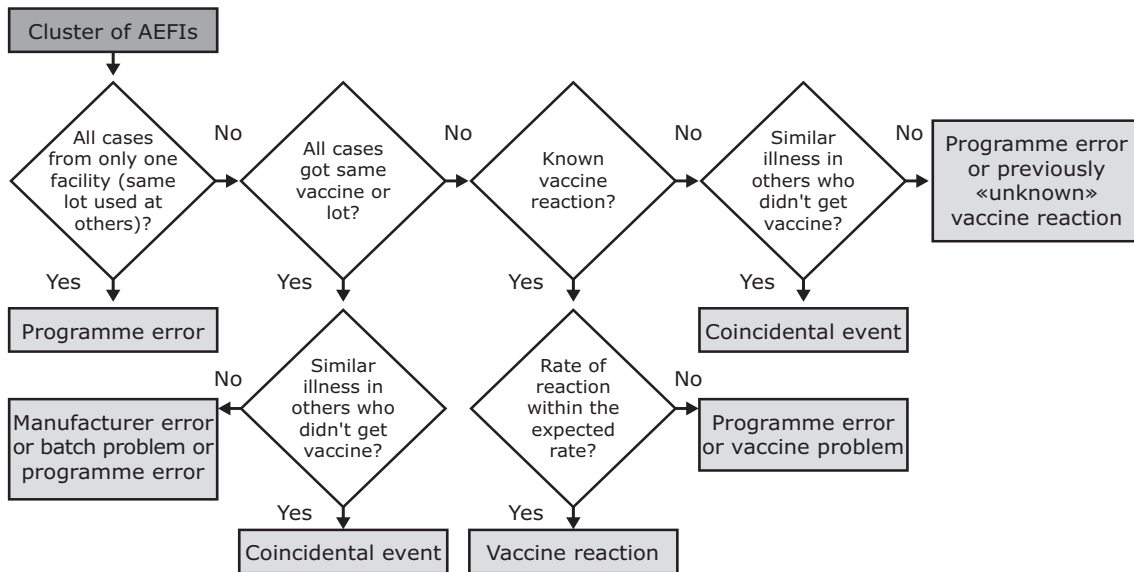 Cluster of AEFIs
All cases
from only one
facility (same
lot used at
others)?
No
All cases
got same
vaccine or
lot?
No
Known
vaccine
reaction?
No
Similar
illness in
others who
didn't get
vaccine?
No
Programme error
or previously
«unknown»
vaccine reaction
Yes
Yes
Yes
Yes
Programme error
Coincidental event
No
Similar
illness in
others who
didn't get
vaccine?
Rate of
reaction
within the
expected
rate?
No
Manufacturer error
or batch problem or
programme error
Programme error
or vaccine problem
Yes
Yes
Coincidental event
Vaccine reaction